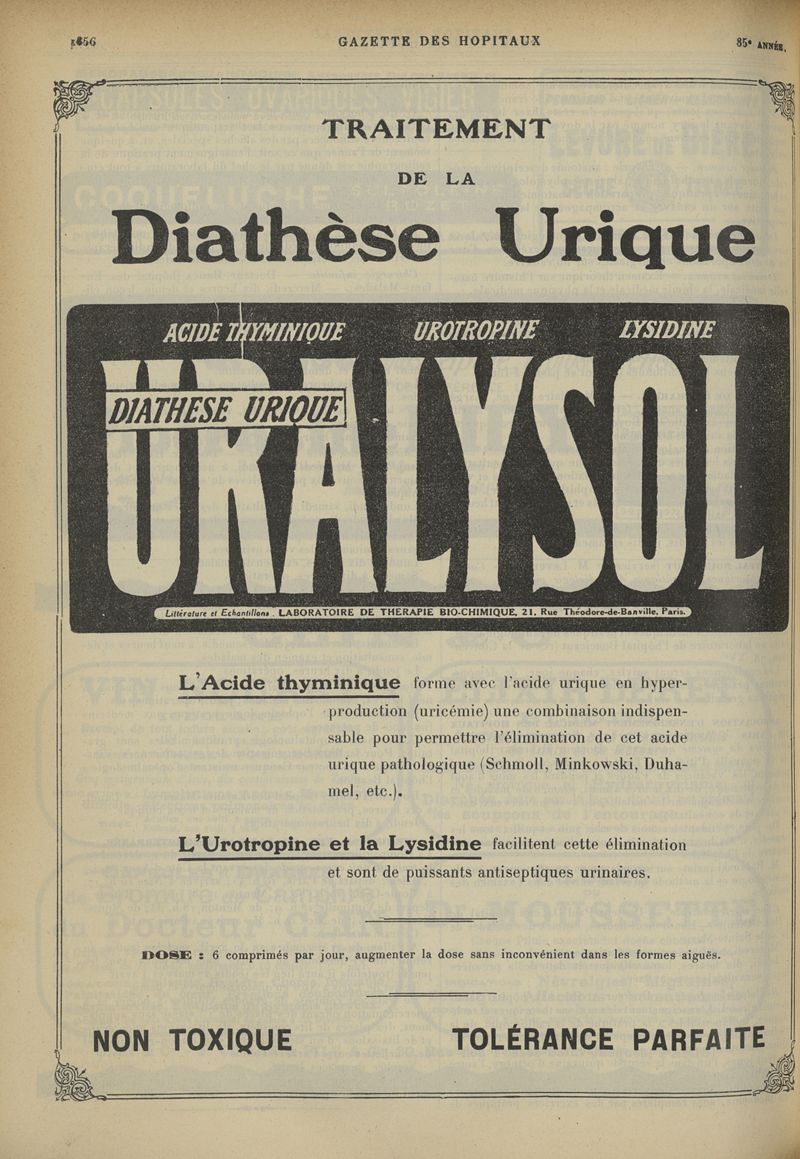 GAZETTE DES HOPITAUX
85e ANNÉE.
TRAITEMENT
DE LA
Diathèse Urique
ACIDE THYMINIQUE UROTROPINE LYSIDINE
URALYSOL
DIATHESE URIQUE
Littérature et Echantillons. LABORATOIRE DE THERAPIE BIO-CHIMIQUE, 21, Rue Théodore-de-Banville, Paris.
L'Acide thyminique forme avec l'acide urique en hyper-
production (uricémie) une combinaison indispen-
sable pour permettre l'élimination de cet acide
urique pathologique (Schmoll, Minkowski, Duha-
mel, etc.).
L'Urotropine et la Lysidine facilitent cette élimination
et sont de puissants antiseptiques urinaires.
DOSE : 6 comprimés par jour, augmenter la dose sans inconvénient dans les formes aiguës.
NON TOXIQUE TOLÉRANCE PARFAITE